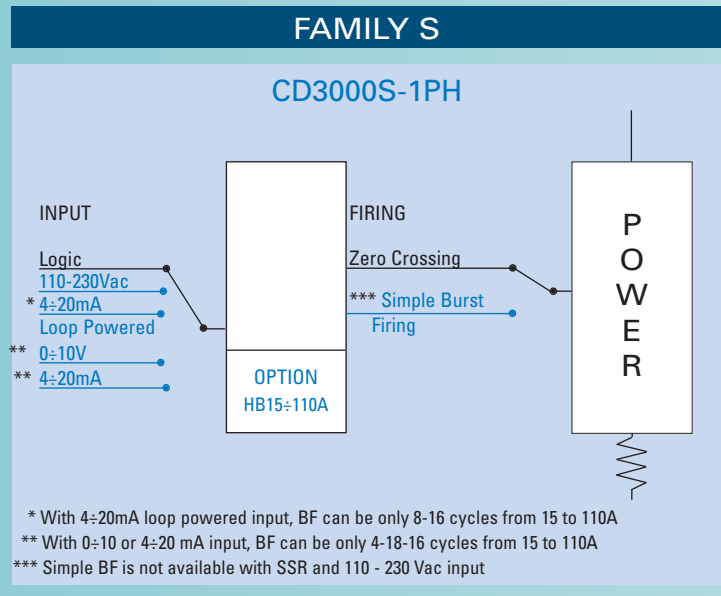 FAMILY S
CD3000S-1PH
INPUT
Logic
110-230Vac
* 4÷20mA
Loop Powered
** 0÷10V
** 4÷20mA
OPTION
HB15÷110A
FIRING
Zero Crossing
*** Simple Burst
Firing
P
O
W
E
R
* With 4÷20mA loop powered input, BF can be only 8-16 cycles from 15 to 110A
** With 0÷10 or 4÷20 mA input, BF can be only 4-18-16 cycles from 15 to 110A
*** Simple BF is not available with SSR and 110 - 230 Vac input